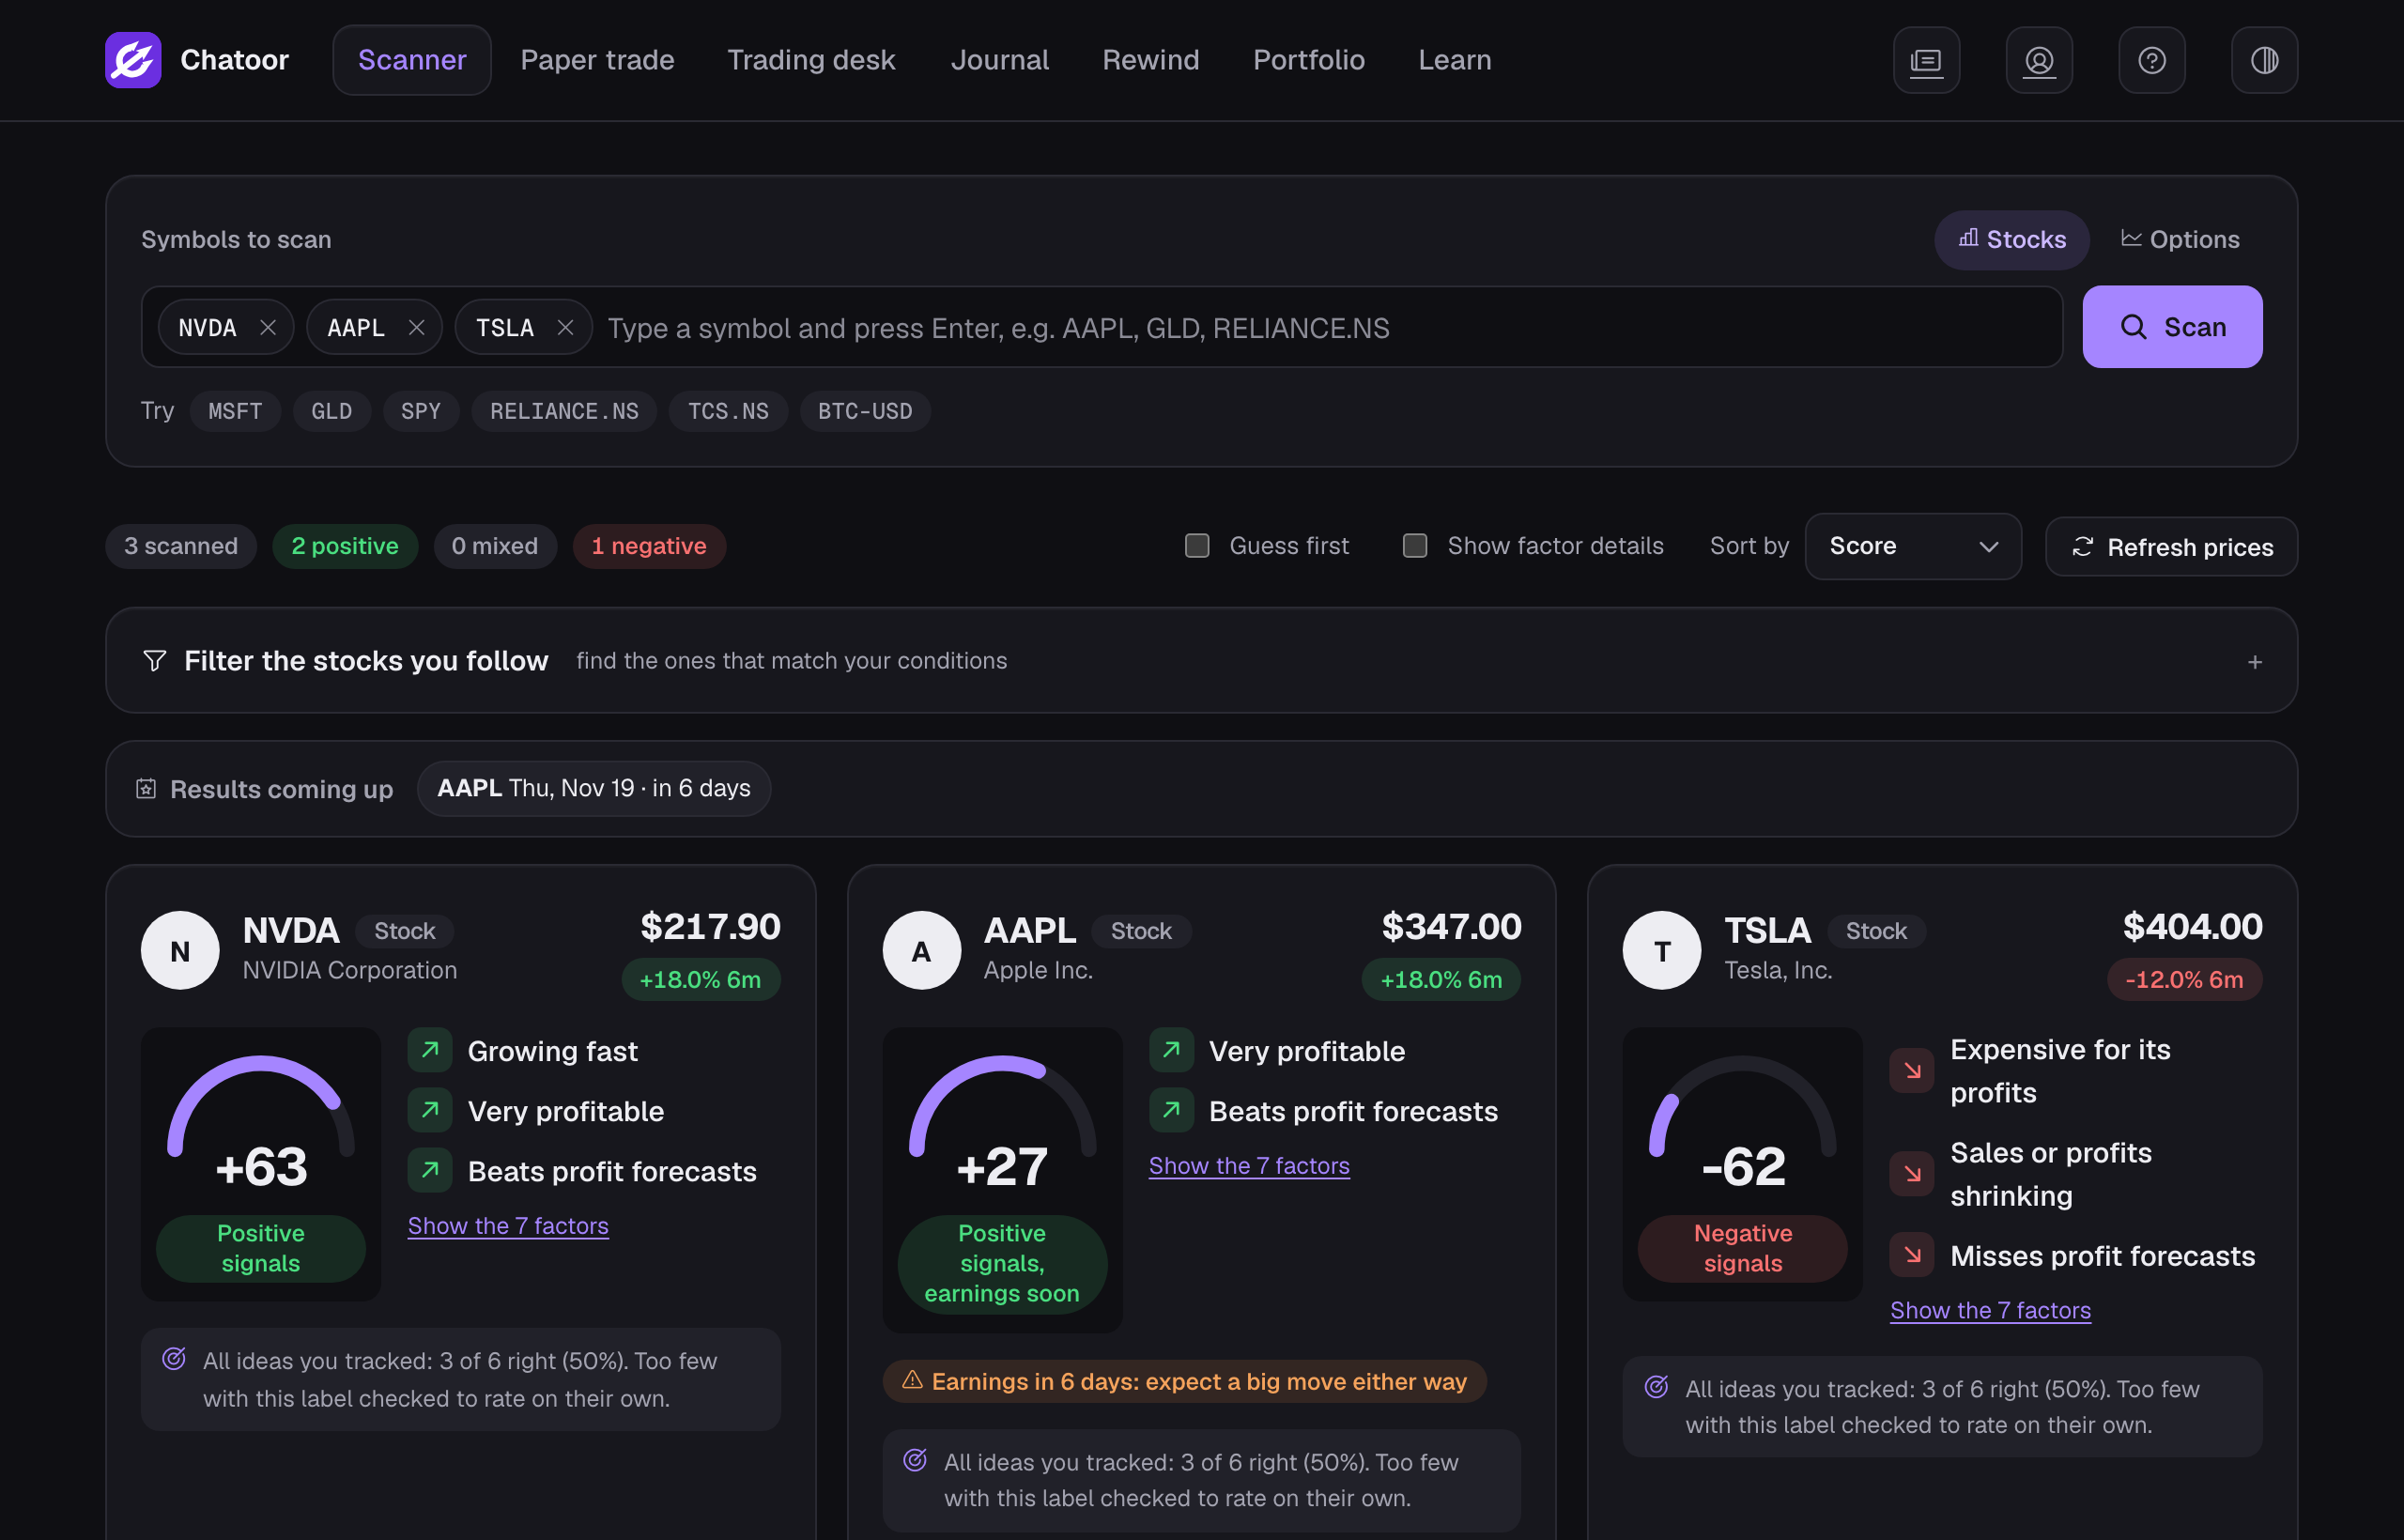 Chatoor
Scanner
Paper trade
Trading desk
Journal
Rewind
Portfolio
Learn
Symbols to scan
Stocks
Options
NVDA
AAPL
TSLA
Type a symbol and press Enter, e.g. AAPL, GLD, RELIANCE.NS
Scan
Try
MSFT
GLD
SPY
RELIANCE.NS
TCS.NS
BTC-USD
3 scanned
2 positive
0 mixed
1 negative
Guess first
Show factor details
Sort by
Score
Refresh prices
Filter the stocks you follow
find the ones that match your conditions
+
Results coming up
AAPL Thu, Nov 19 · in 6 days
N
NVDA
Stock
NVIDIA Corporation
$217.90
+18.0% 6m
+63
Positive
signals
Growing fast
Very profitable
Beats profit forecasts
Show the 7 factors
All ideas you tracked: 3 of 6 right (50%). Too few
with this label checked to rate on their own.
A
AAPL
Stock
Apple Inc.
$347.00
+18.0% 6m
+27
Positive
signals,
earnings soon
Very profitable
Beats profit forecasts
Show the 7 factors
Earnings in 6 days: expect a big move either way
All ideas you tracked: 3 of 6 right (50%). Too few
with this label checked to rate on their own.
T
TSLA
Stock
Tesla, Inc.
$404.00
-12.0% 6m
-62
Negative
signals
Expensive for its
profits
Sales or profits
shrinking
Misses profit forecasts
Show the 7 factors
All ideas you tracked: 3 of 6 right (50%). Too few
with this label checked to rate on their own.